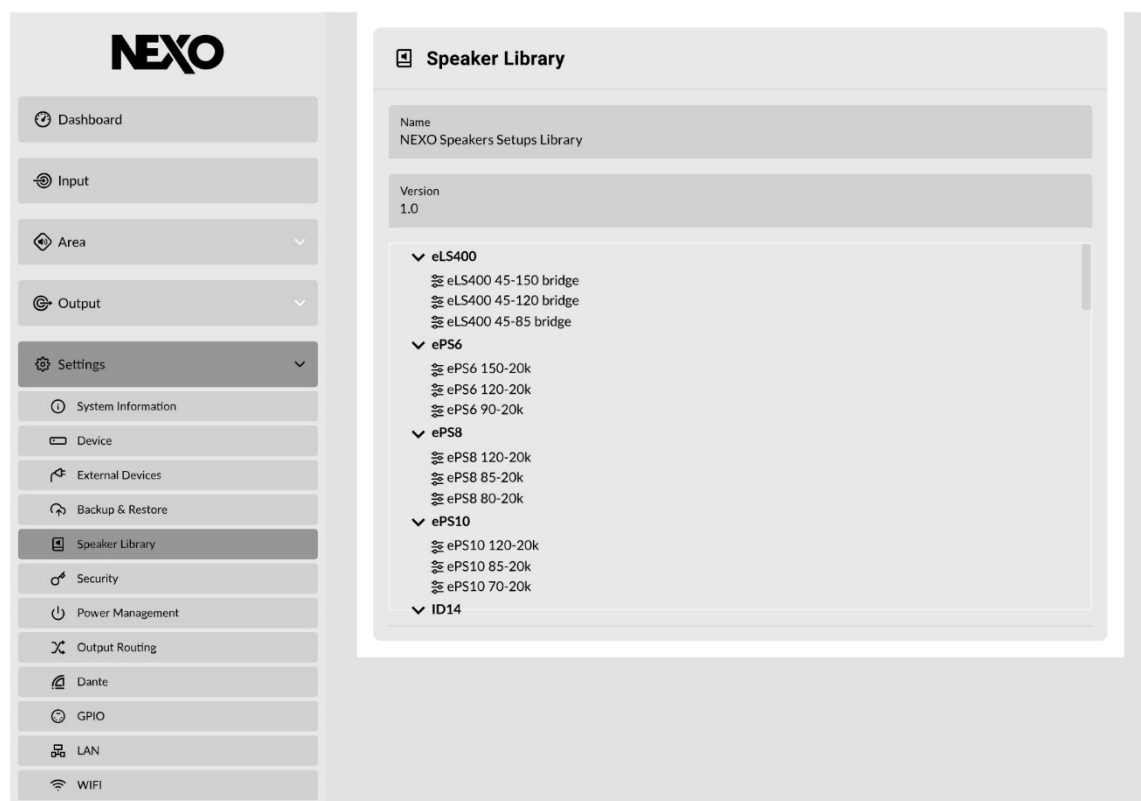 NEXO
Dashboard
Input
Area
Output
Settings
System Information
Device
External Devices
Backup & Restore
Speaker Library
Security
Power Management
Output Routing
Dante
GPIO
LAN
WIFI
Speaker Library
Name
NEXO Speakers Setups Library
Version
1.0
eLS400
eLS400 45-150 bridge
eLS400 45-120 bridge
eLS400 45-85 bridge
ePS6
ePS6 150-20k
ePS6 120-20k
ePS6 90-20k
ePS8
ePS8 120-20k
ePS8 85-20k
ePS8 80-20k
ePS10
ePS10 120-20k
ePS10 85-20k
ePS10 70-20k
ID14